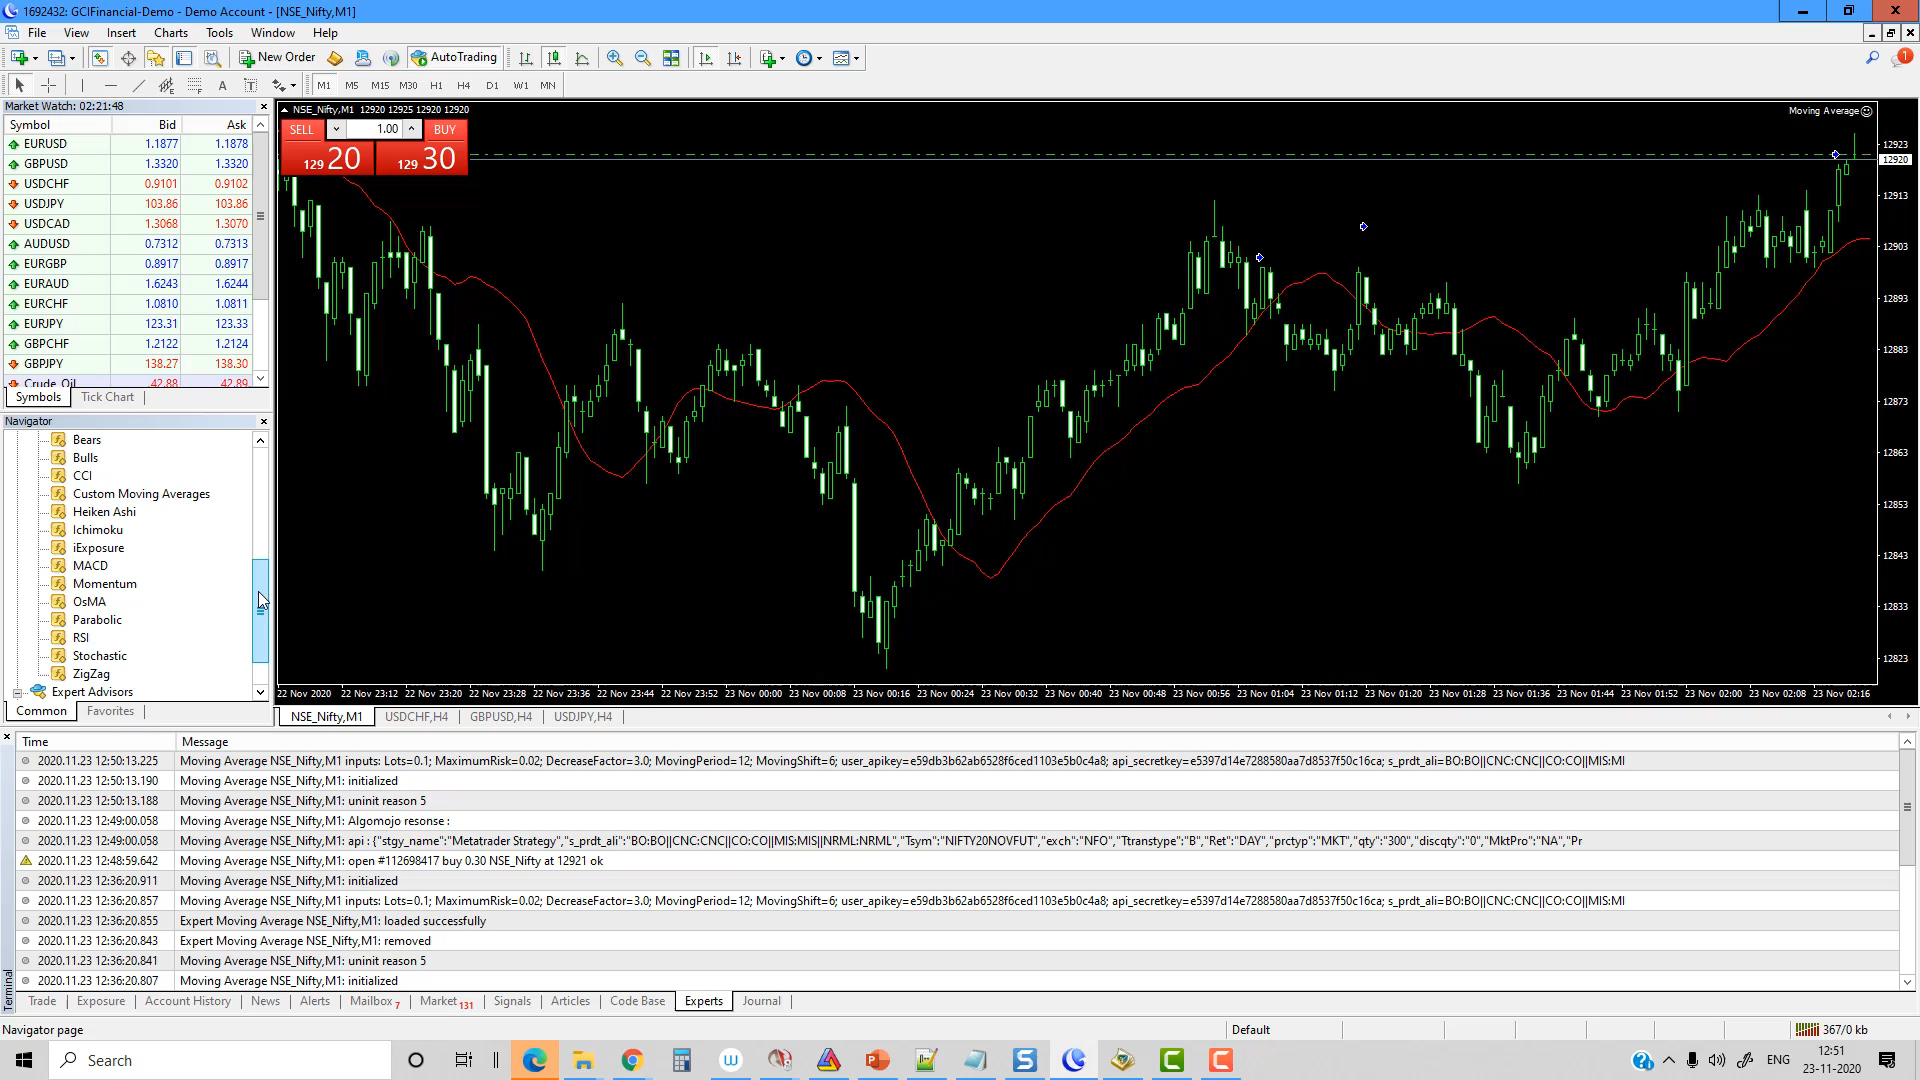 1692432: GCIFinancial-Demo - Demo Account - [NSE_Nifty,M1]
File View Insert Charts Tools Window Help
New Order AutoTrading 1
A T M1 M5 M15 M30 H1 H4 D1 W1 MN
Market Watch: 02:21:48
Symbol Bid Ask
EURUSD 1.1877 1.1878
GBPUSD 1.3320 1.3320
USDCHF 0.9101 0.9102
USDJPY 103.86 103.86
USDCAD 1.3068 1.3070
AUDUSD 0.7312 0.7313
EURGBP 0.8917 0.8917
EURAUD 1.6243 1.6244
EURCHF 1.0810 1.0811
EURJPY 123.31 123.33
GBPCHF 1.2122 1.2124
GBPJPY 138.27 138.30
Crude_Oil 42.88 42.89
Symbols Tick Chart
Navigator
Bears
Bulls
CCI
Custom Moving Averages
Heiken Ashi
Ichimoku
iExposure
MACD
Momentum
OsMA
Parabolic
RSI
Stochastic
ZigZag
Expert Advisors
Common Favorites
NSE_Nifty,M1 12920 12925 12920 12920
Moving Average
SELL 1.00 BUY
129 20 129 30
12923
12920
12913
12903
12893
12883
12873
12863
12853
12843
12833
12823
22 Nov 2020 22 Nov 23:12 22 Nov 23:20 22 Nov 23:28 22 Nov 23:36 22 Nov 23:44 22 Nov 23:52 23 Nov 00:00 23 Nov 00:08 23 Nov 00:16 23 Nov 00:24 23 Nov 00:32 23 Nov 00:40 23 Nov 00:48 23 Nov 00:56 23 Nov 01:04 23 Nov 01:12 23 Nov 01:20 23 Nov 01:28 23 Nov 01:36 23 Nov 01:44 23 Nov 01:52 23 Nov 02:00 23 Nov 02:08 23 Nov 02:16
NSE_Nifty,M1 USDCHF,H4 GBPUSD,H4 USDJPY,H4
Time Message
2020.11.23 12:50:13.225 Moving Average NSE_Nifty,M1 inputs: Lots=0.1; MaximumRisk=0.02; DecreaseFactor=3.0; MovingPeriod=12; MovingShift=6; user_apikey=e59db3b62ab6528f6ced1103e5b0c4a8; api_secretkey=e5397d14e7288580aa7d8537f50c16ca; s_prdt_ali=BO:BO||CNC:CNC||CO:CO||MIS:MI
2020.11.23 12:50:13.190 Moving Average NSE_Nifty,M1: initialized
2020.11.23 12:50:13.188 Moving Average NSE_Nifty,M1: uninit reason 5
2020.11.23 12:49:00.058 Moving Average NSE_Nifty,M1: Algomojo resonse :
2020.11.23 12:49:00.058 Moving Average NSE_Nifty,M1: api : {"stgy_name":"Metatrader Strategy","s_prdt_ali":"BO:BO||CNC:CNC||CO:CO||MIS:MIS||NRML:NRML","Tsym":"NIFTY20NOVFUT","exch":"NFO","Ttranstype":"B","Ret":"DAY","prctyp":"MKT","qty":"300","discqty":"0","MktPro":"NA","Pr
2020.11.23 12:48:59.642 Moving Average NSE_Nifty,M1: open #112698417 buy 0.30 NSE_Nifty at 12921 ok
2020.11.23 12:36:20.911 Moving Average NSE_Nifty,M1: initialized
2020.11.23 12:36:20.857 Moving Average NSE_Nifty,M1 inputs: Lots=0.1; MaximumRisk=0.02; DecreaseFactor=3.0; MovingPeriod=12; MovingShift=6; user_apikey=e59db3b62ab6528f6ced1103e5b0c4a8; api_secretkey=e5397d14e7288580aa7d8537f50c16ca; s_prdt_ali=BO:BO||CNC:CNC||CO:CO||MIS:MI
2020.11.23 12:36:20.855 Expert Moving Average NSE_Nifty,M1: loaded successfully
2020.11.23 12:36:20.843 Expert Moving Average NSE_Nifty,M1: removed
2020.11.23 12:36:20.841 Moving Average NSE_Nifty,M1: uninit reason 5
2020.11.23 12:36:20.807 Moving Average NSE_Nifty,M1: initialized
Terminal
Trade Exposure Account History News Alerts Mailbox 7 Market 131 Signals Articles Code Base Experts Journal
Navigator page Default 367/0 kb
Search
ENG
12:51
23-11-2020